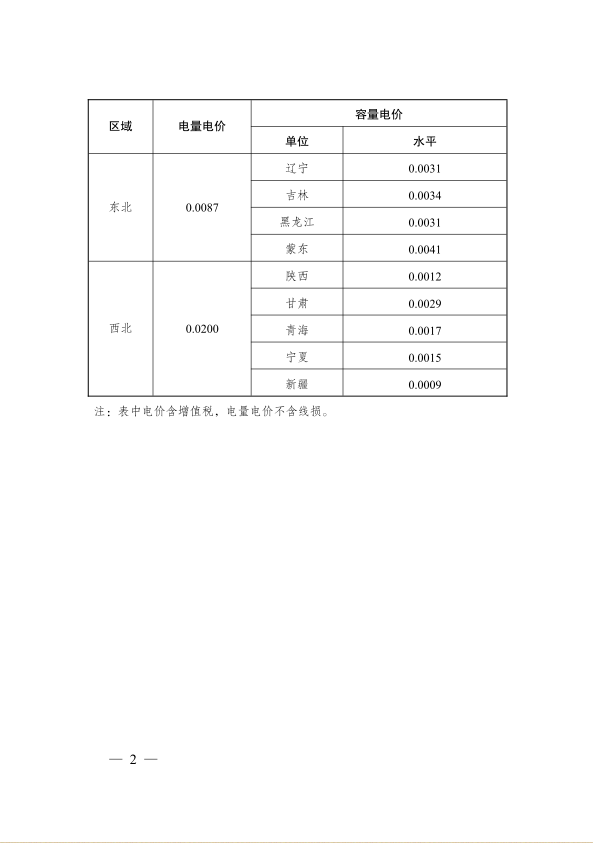 区域 电量电价 容量电价
单位 水平
东北 0.0087 辽宁 0.0031
吉林 0.0034
黑龙江 0.0031
蒙东 0.0041
西北 0.0200 陕西 0.0012
甘肃 0.0029
青海 0.0017
宁夏 0.0015
新疆 0.0009
注：表中电价含增值税，电量电价不含线损。
— 2 —